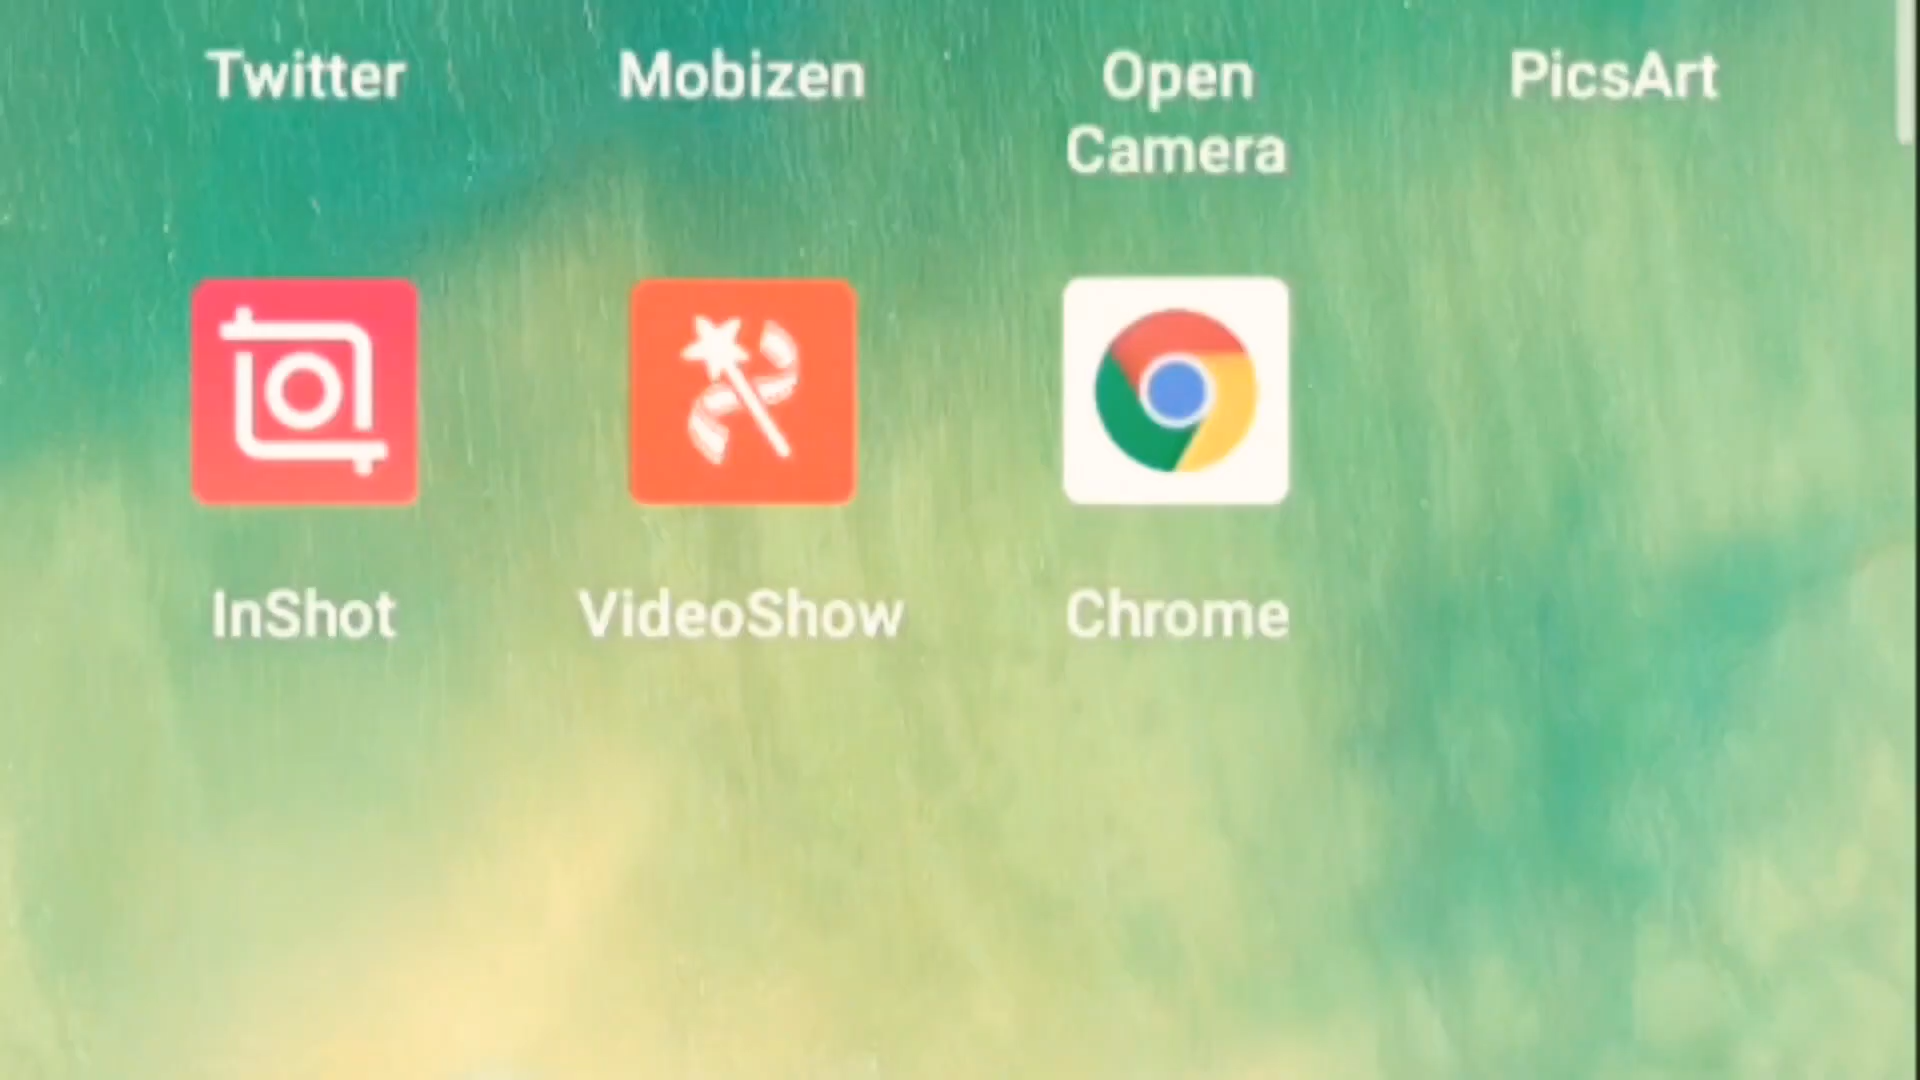 Twitter
Mobizen
Open
Camera
PicsArt
InShot
VideoShow
Chrome